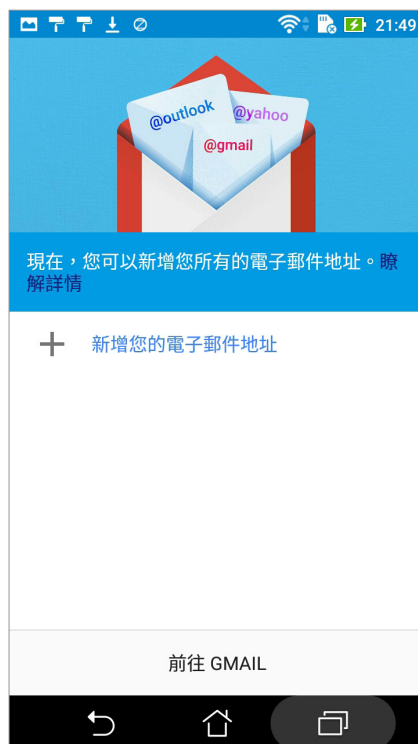 21:49
@outlook
@yahoo
@gmail
現在，您可以新增您所有的電子郵件地址。瞭
解詳情
新增您的電子郵件地址
前往 GMAIL